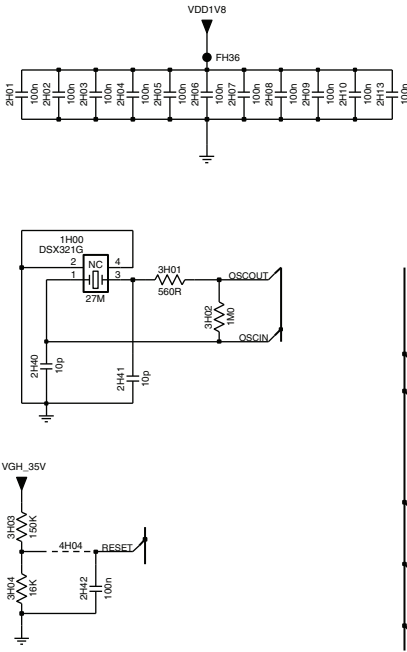 VDD1V8
FH36
2H01 100n
2H02 100n
2H03 100n
2H04 100n
2H05 100n
2H06 100n
2H07 100n
2H08 100n
2H09 100n
2H10 100n
2H13 100n
1H00
DSX321G
2 NC 4
1 3
27M
3H01
560R
OSCOUT
3H02 1M0
OSCIN
2H40 10p
2H41 10p
VGH_35V
3H03 150K
4H04
RESET
3H04 16K
2H42 100n